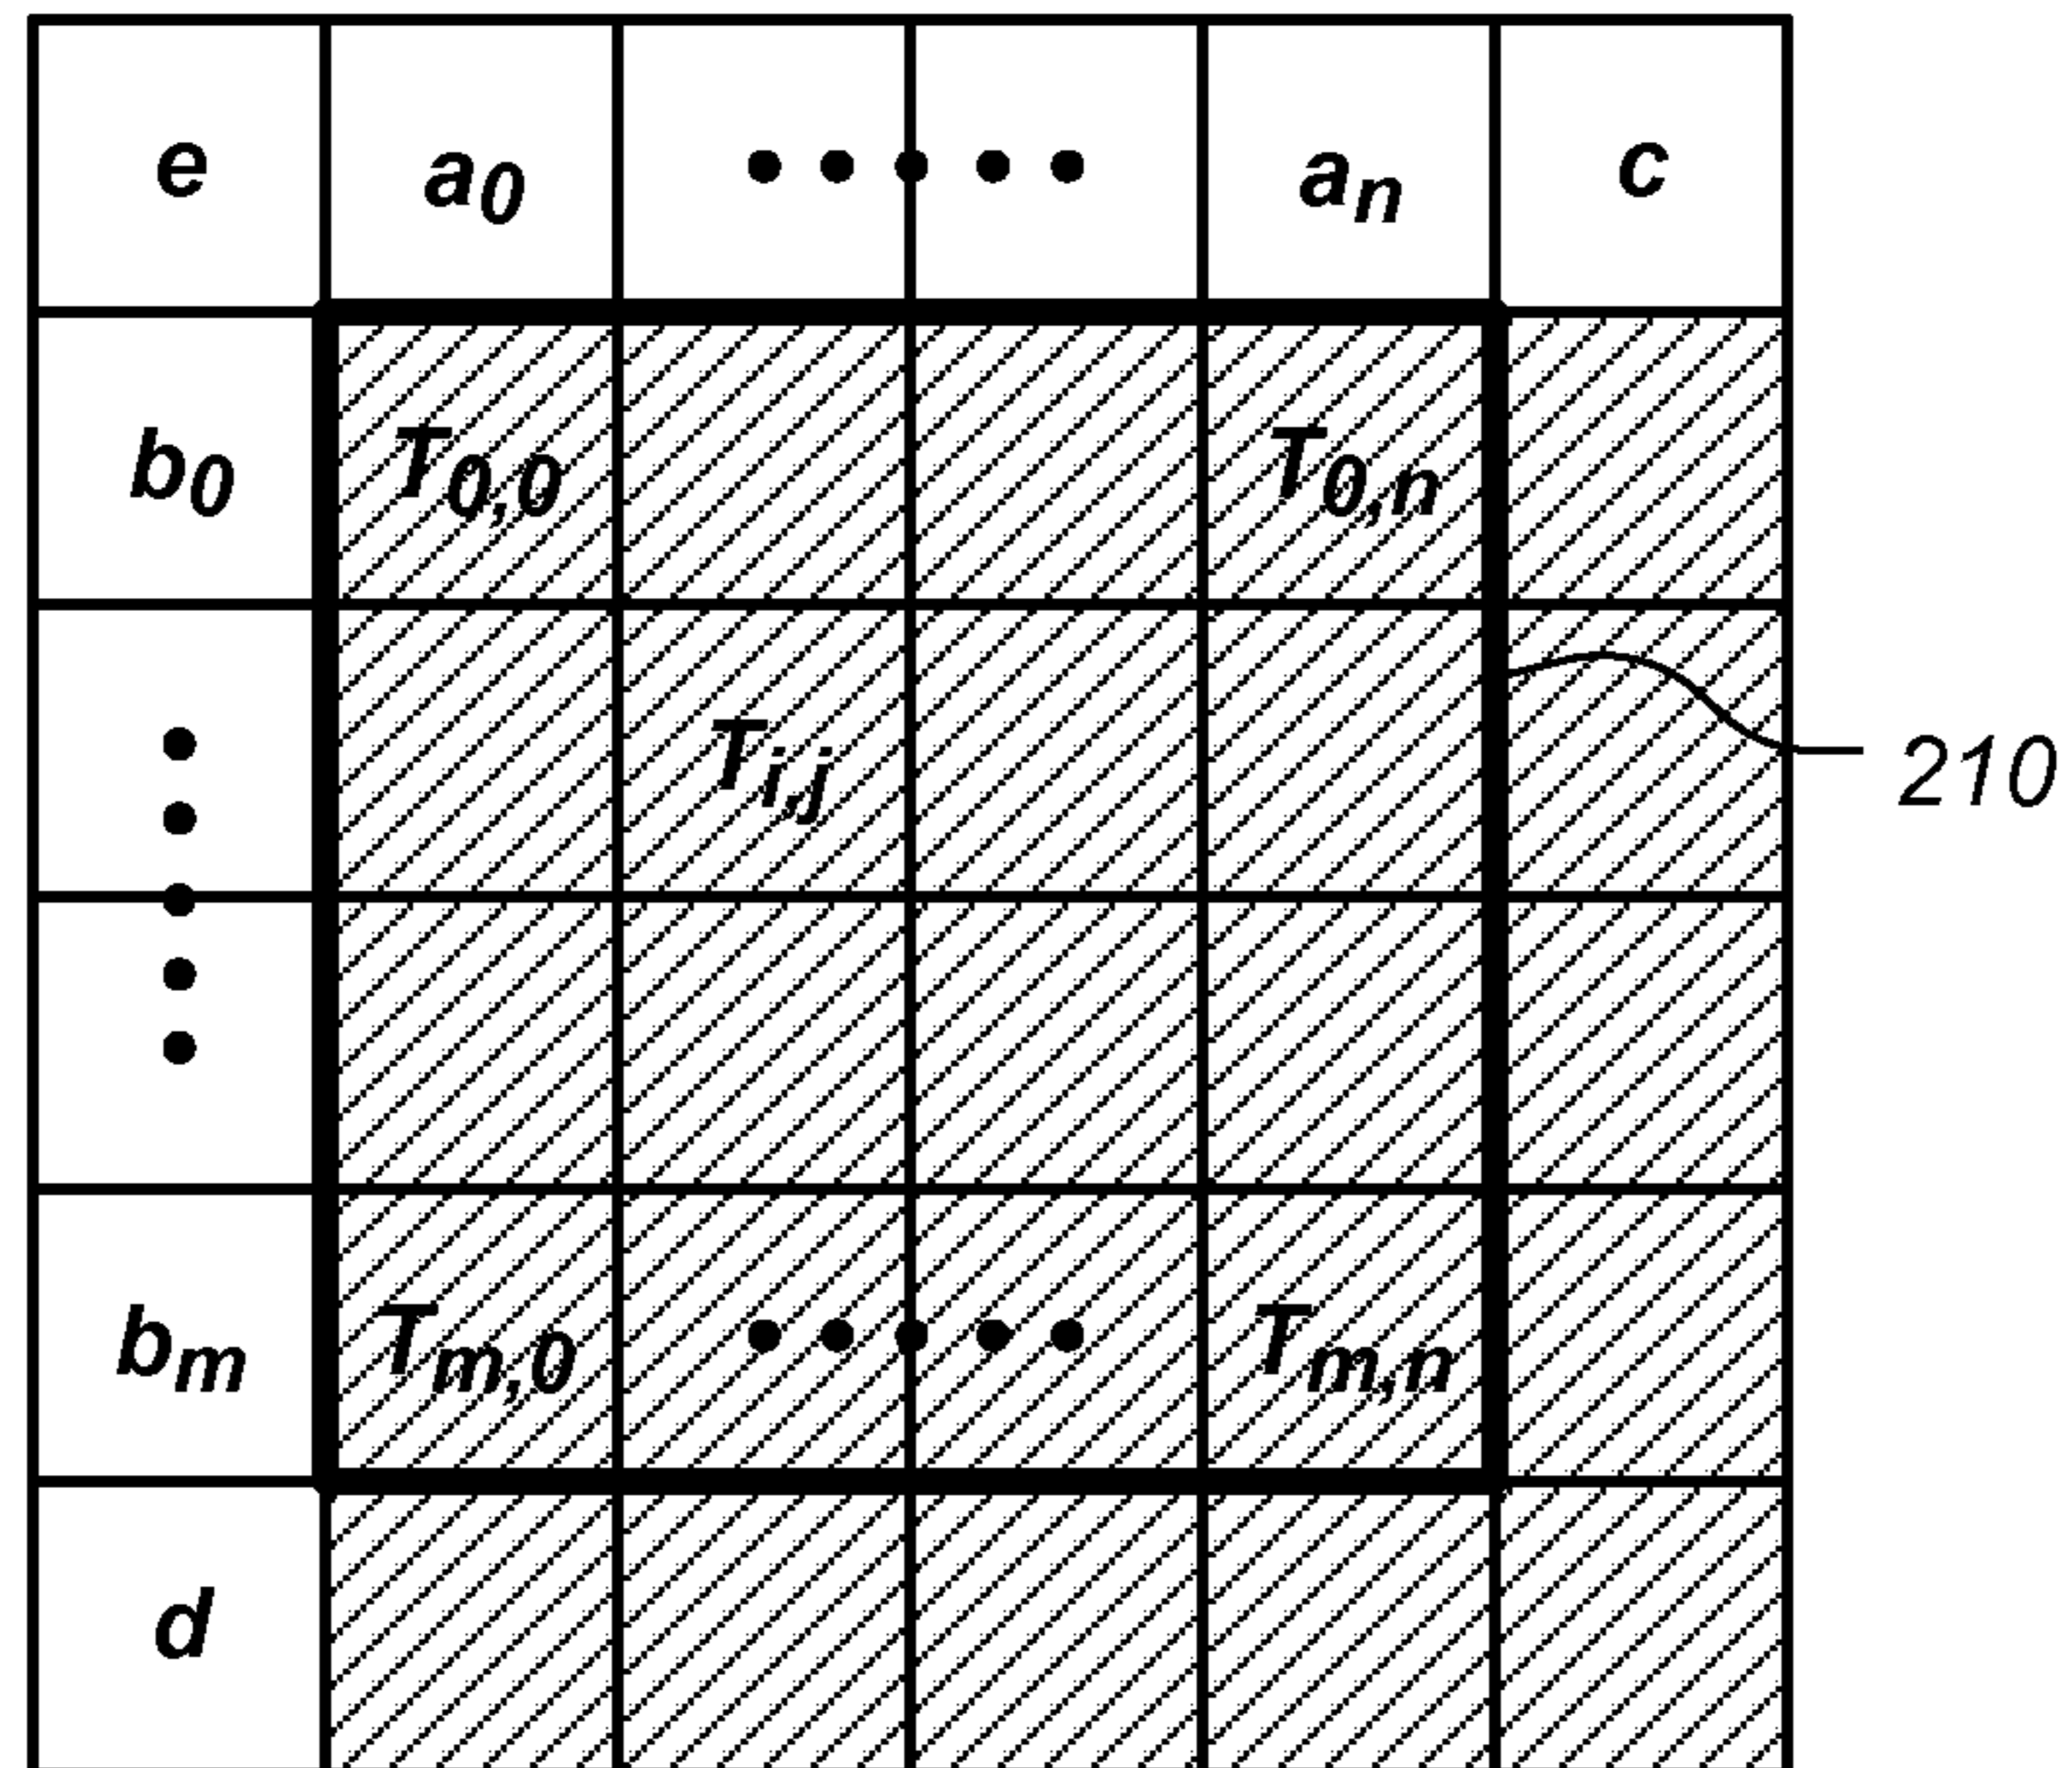 e a0 ••••• an c
b0 T0,0 T0,n
Ti,j
210
bm Tm,0 ••••• Tm,n
d